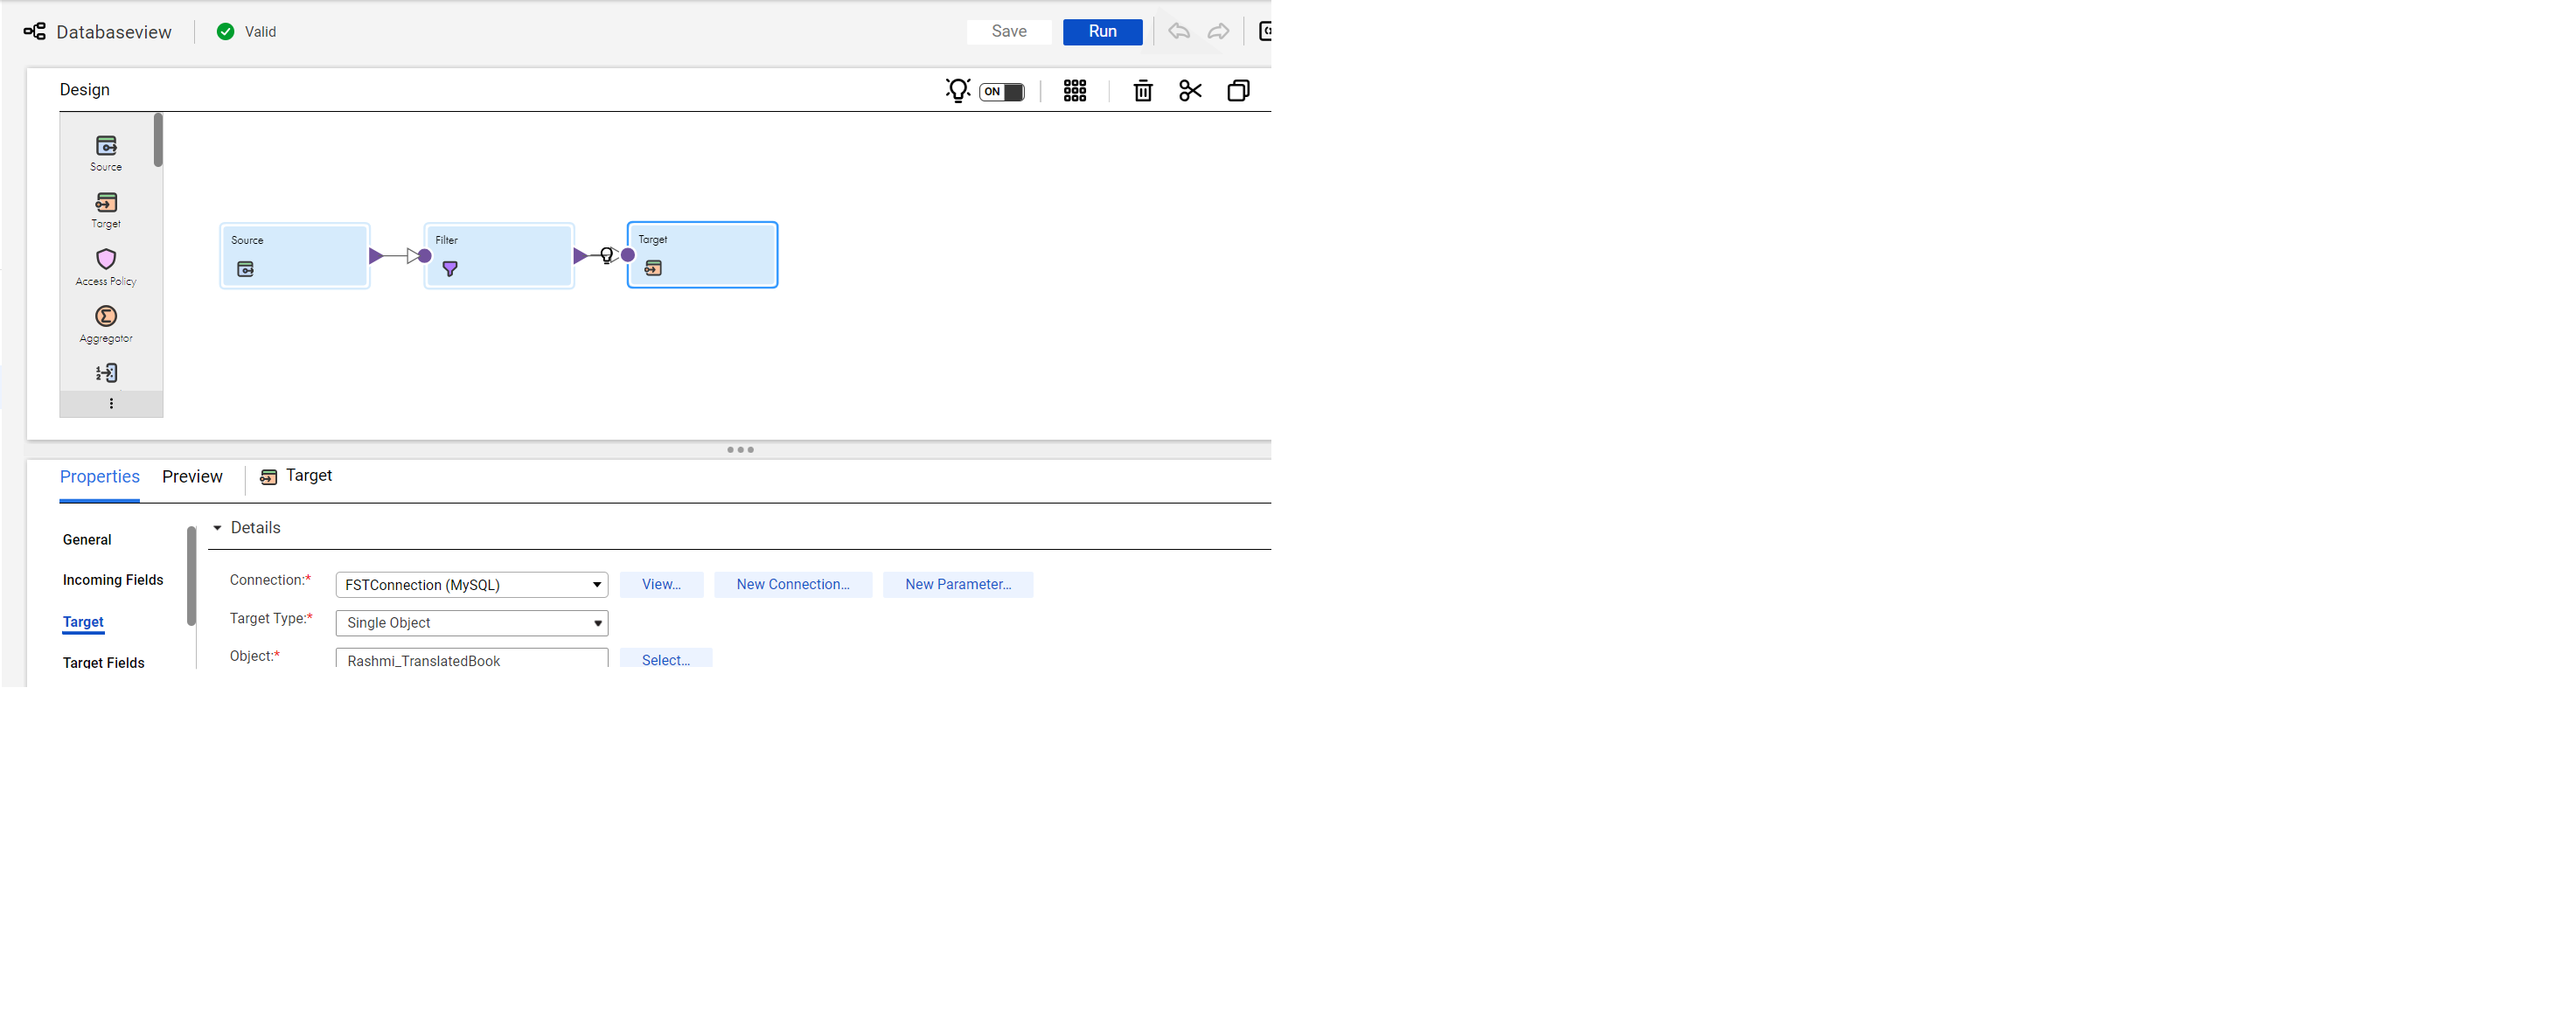 Databaseview
Valid
Save
Run
Design
ON
Source
Target
Access Policy
Aggregator
Source
Filter
Target
Properties
Preview
Target
General
Incoming Fields
Target
Target Fields
Details
Connection:*
FSTConnection (MySQL)
View...
New Connection...
New Parameter...
Target Type:*
Single Object
Object:*
Rashmi_TranslatedBook
Select...